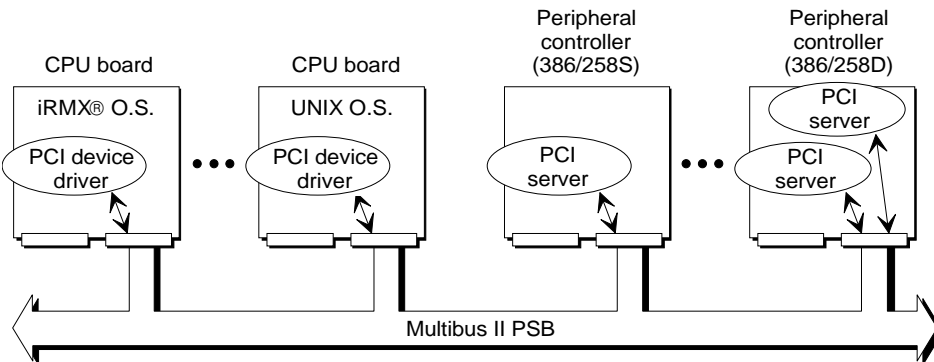 CPU board
iRMX® O.S.
PCI device
driver
CPU board
UNIX O.S.
PCI device
driver
Peripheral
controller
(386/258S)
PCI
server
Peripheral
controller
(386/258D)
PCI
server
PCI
server
Multibus II PSB